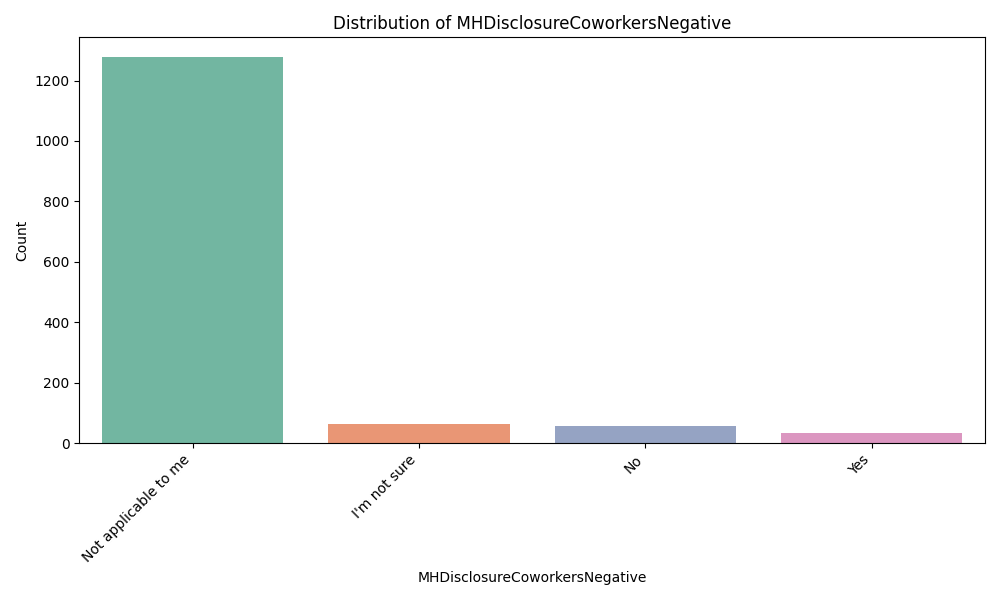 Distribution of MHDisclosureCoworkersNegative
Count
1200
1000
800
600
400
200
0
Not applicable to me
I'm not sure
No
Yes
MHDisclosureCoworkersNegative